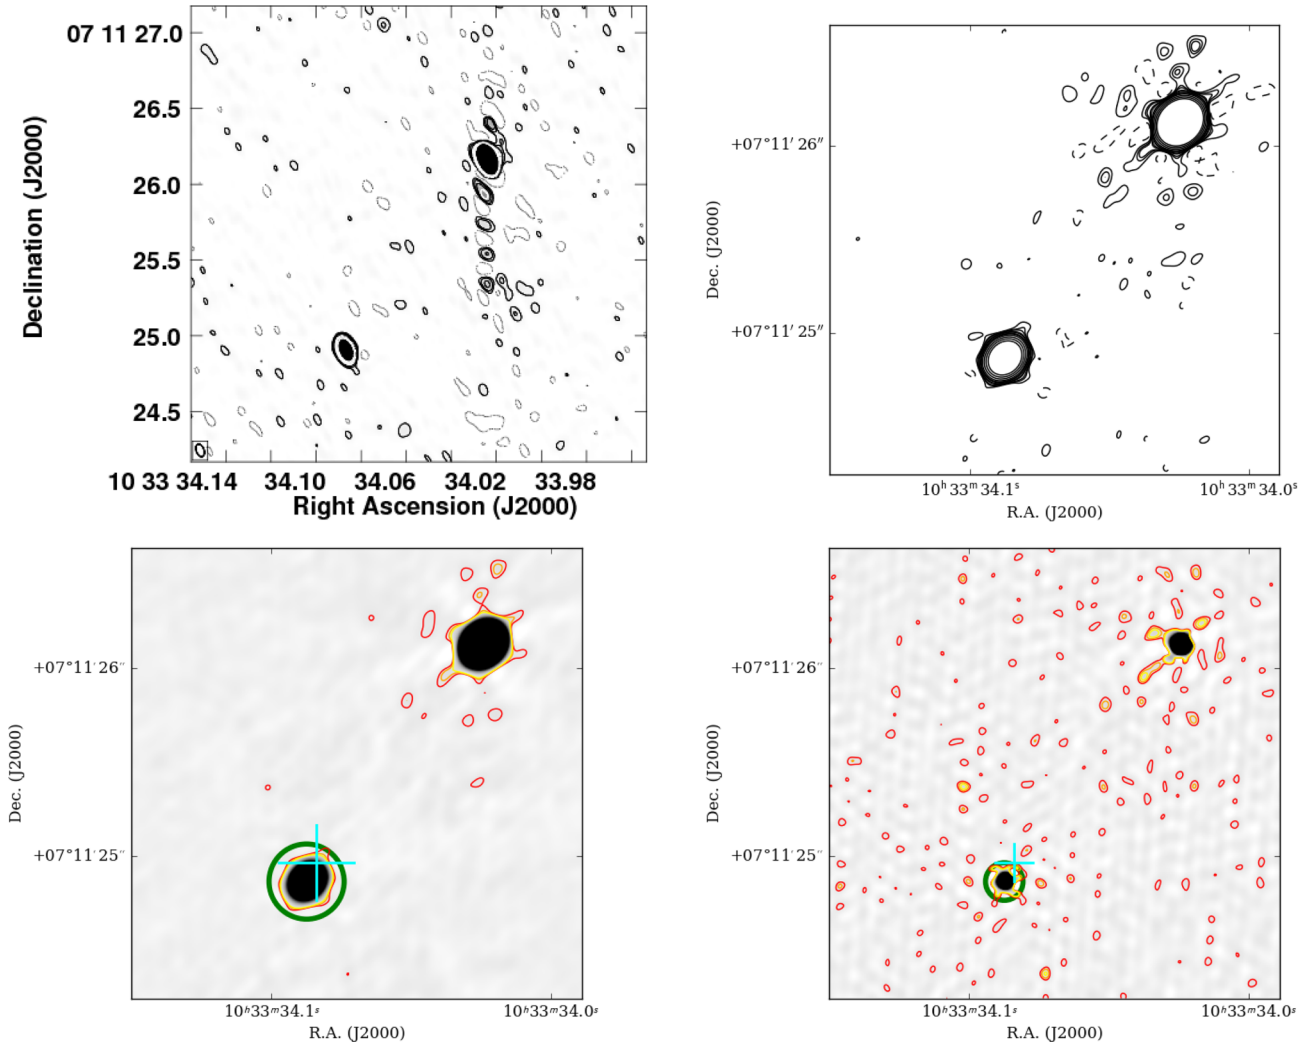 07 11 27.0
26.5
26.0
25.5
25.0
24.5
Declination (J2000)
10 33 34.14 34.10 34.06 34.02 33.98
Right Ascension (J2000)
+07°11′26″
+07°11′25″
Dec. (J2000)
10ʰ33ᵐ34.1ˢ 10ʰ33ᵐ34.0ˢ
R.A. (J2000)
+07°11′26″
+07°11′25″
Dec. (J2000)
10ʰ33ᵐ34.1ˢ 10ʰ33ᵐ34.0ˢ
R.A. (J2000)
+07°11′26″
+07°11′25″
Dec. (J2000)
10ʰ33ᵐ34.1ˢ 10ʰ33ᵐ34.0ˢ
R.A. (J2000)